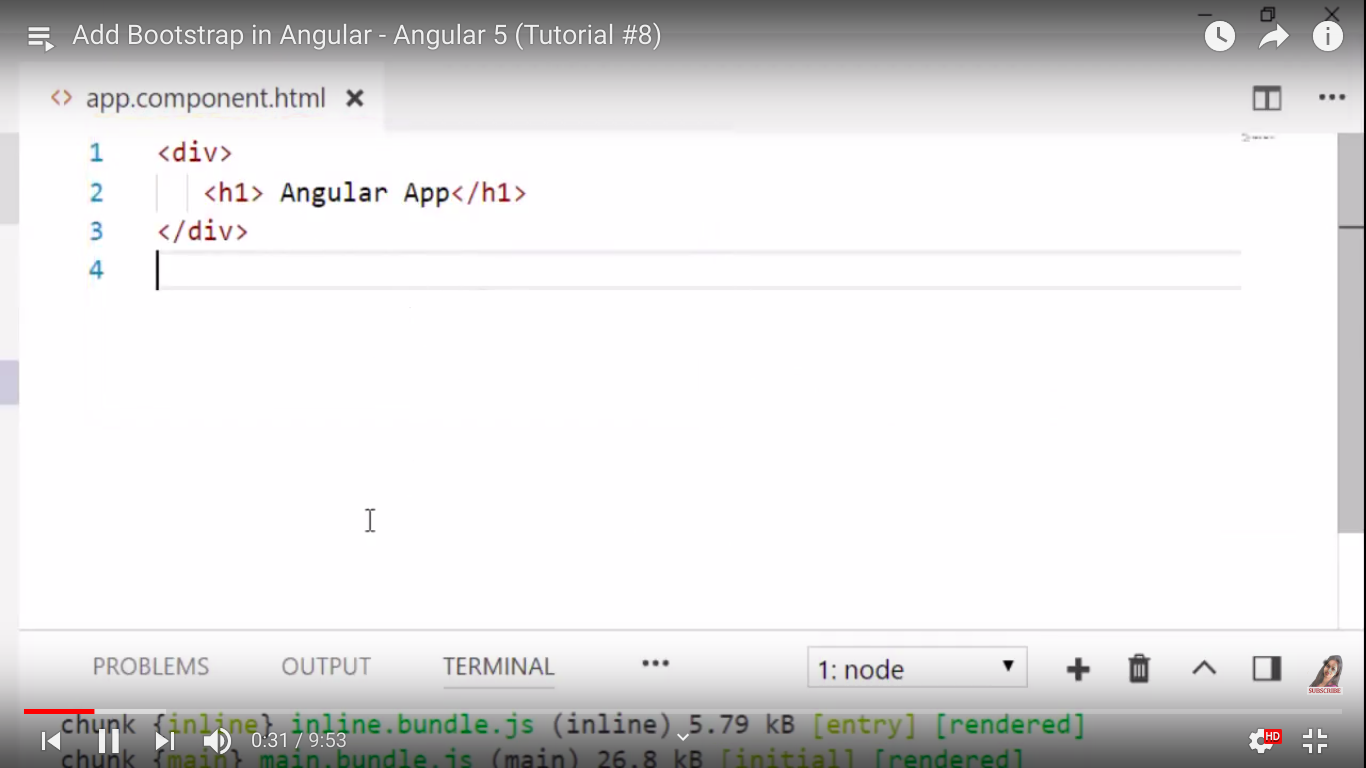 Add Bootstrap in Angular - Angular 5 (Tutorial #8)
<> app.component.html
1 <div>
2 <h1> Angular App</h1>
3 </div>
4
PROBLEMS OUTPUT TERMINAL ••• 1: node
SUBSCRIBE
chunk {inline} inline.bundle.js (inline) 5.79 kB [entry] [rendered]
0:31 / 9:53 HD
chunk {main} main.bundle.js (main) 26.8 kB [initial] [rendered]